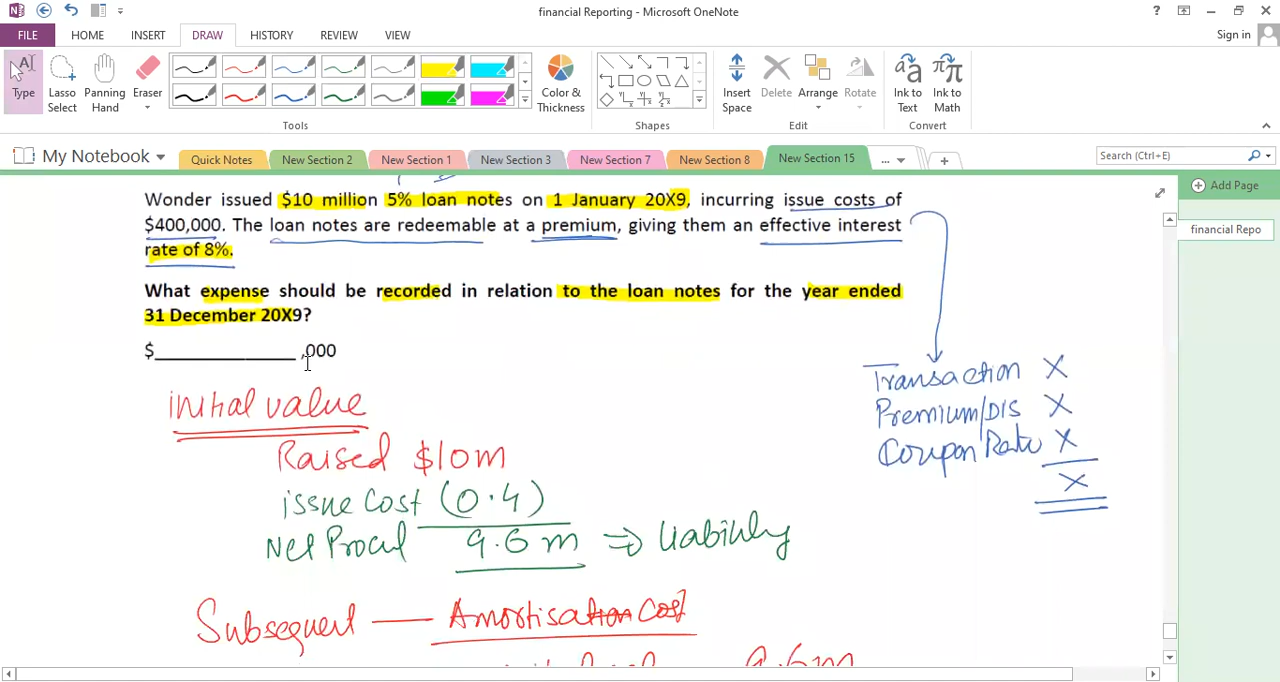 financial Reporting - Microsoft OneNote
Sign in
FILE HOME INSERT DRAW HISTORY REVIEW VIEW
Type
Lasso Select
Panning Hand
Eraser
Color & Thickness
Insert Space
Delete
Arrange
Rotate
Ink to Text
Ink to Math
Tools
Shapes
Edit
Convert
My Notebook
Quick Notes
New Section 2
New Section 1
New Section 3
New Section 7
New Section 8
New Section 15
...
Search (Ctrl+E)
Add Page
financial Repo
Wonder issued $10 million 5% loan notes on 1 January 20X9, incurring issue costs of
$400,000. The loan notes are redeemable at a premium, giving them an effective interest
rate of 8%.
What expense should be recorded in relation to the loan notes for the year ended
31 December 20X9?
$_______________ ,000
Transaction X
Premium/DIS X
Coupon Rate X
X
initial value
Raised $10m
issue Cost (0.4)
Net Proceed 9.6 m ⇒ Liability
Subsequent — Amortisation Cost
9.6m